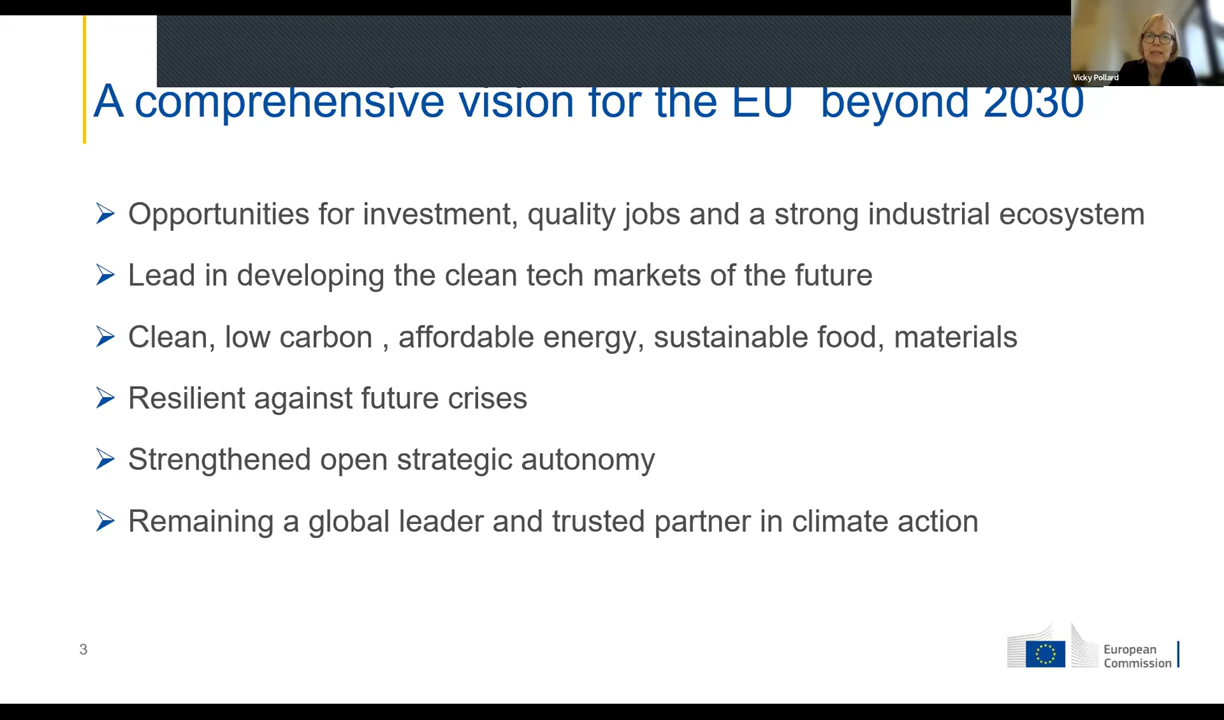 Vicky Pollard
A comprehensive vision for the EU beyond 2030
Opportunities for investment, quality jobs and a strong industrial ecosystem
Lead in developing the clean tech markets of the future
Clean, low carbon , affordable energy, sustainable food, materials
Resilient against future crises
Strengthened open strategic autonomy
Remaining a global leader and trusted partner in climate action
3
European
Commission